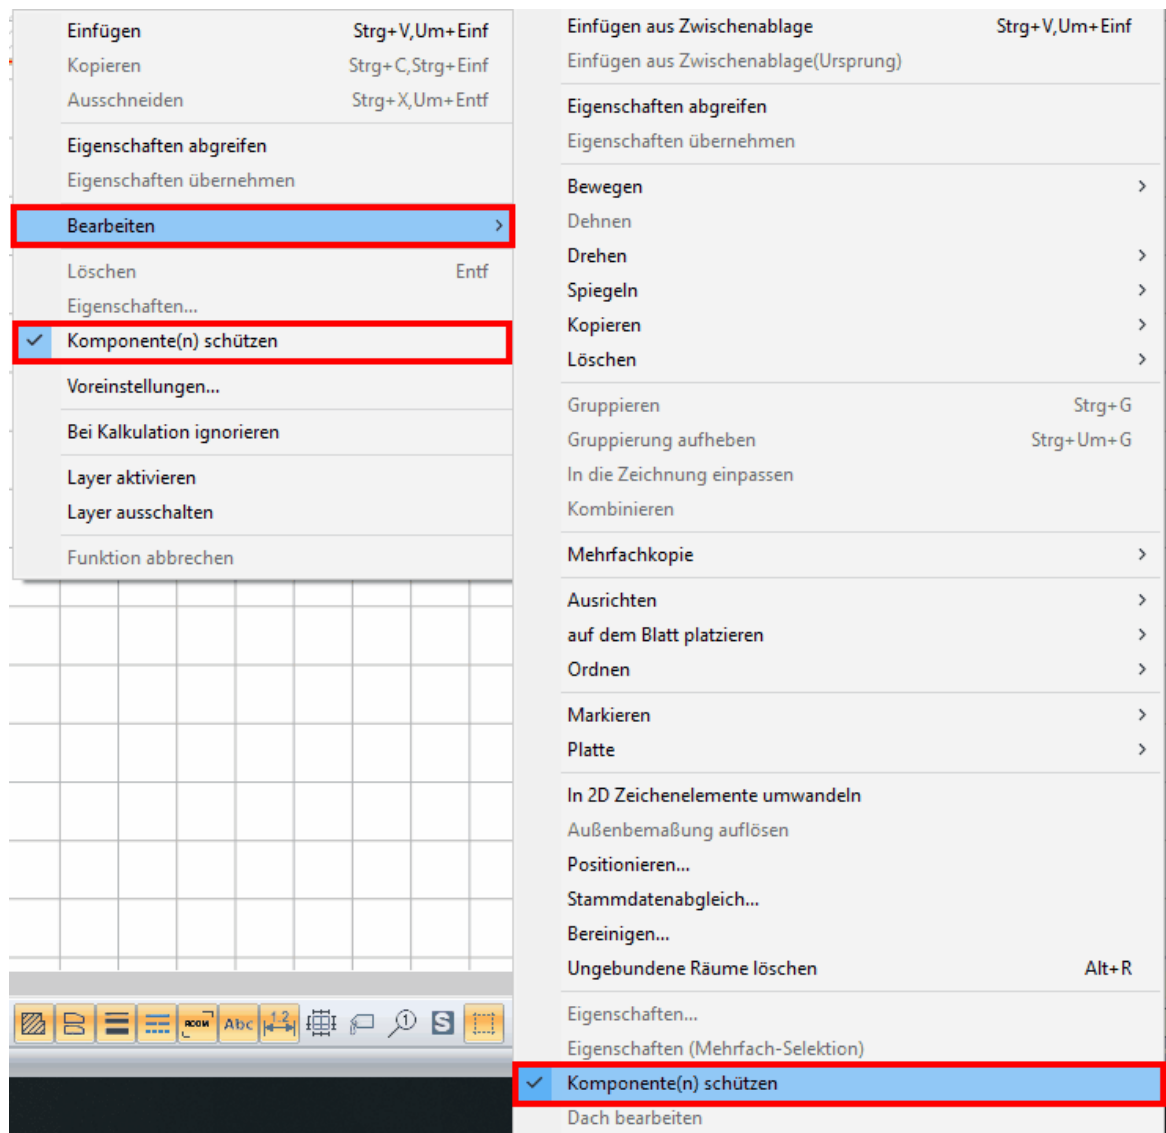 Einfügen Strg+V,Um+Einf
Kopieren Strg+C,Strg+Einf
Ausschneiden Strg+X,Um+Entf
Eigenschaften abgreifen
Eigenschaften übernehmen
Bearbeiten
Löschen Entf
Eigenschaften...
Komponente(n) schützen
Voreinstellungen...
Bei Kalkulation ignorieren
Layer aktivieren
Layer ausschalten
Funktion abbrechen
Einfügen aus Zwischenablage Strg+V,Um+Einf
Einfügen aus Zwischenablage(Ursprung)
Eigenschaften abgreifen
Eigenschaften übernehmen
Bewegen
Dehnen
Drehen
Spiegeln
Kopieren
Löschen
Gruppieren Strg+G
Gruppierung aufheben Strg+Um+G
In die Zeichnung einpassen
Kombinieren
Mehrfachkopie
Ausrichten
auf dem Blatt platzieren
Ordnen
Markieren
Platte
In 2D Zeichenelemente umwandeln
Außenbemaßung auflösen
Positionieren...
Stammdatenabgleich...
Bereinigen...
Ungebundene Räume löschen Alt+R
Eigenschaften...
Eigenschaften (Mehrfach-Selektion)
Komponente(n) schützen
Dach bearbeiten
ROOM Abc 1.2 1 S